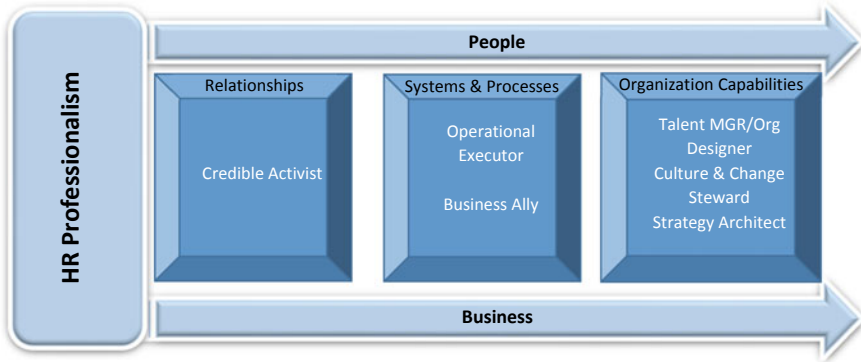 HR Professionalism
People
Relationships
Credible Activist
Systems & Processes
Operational
Executor
Business Ally
Organization Capabilities
Talent MGR/Org
Designer
Culture & Change
Steward
Strategy Architect
Business